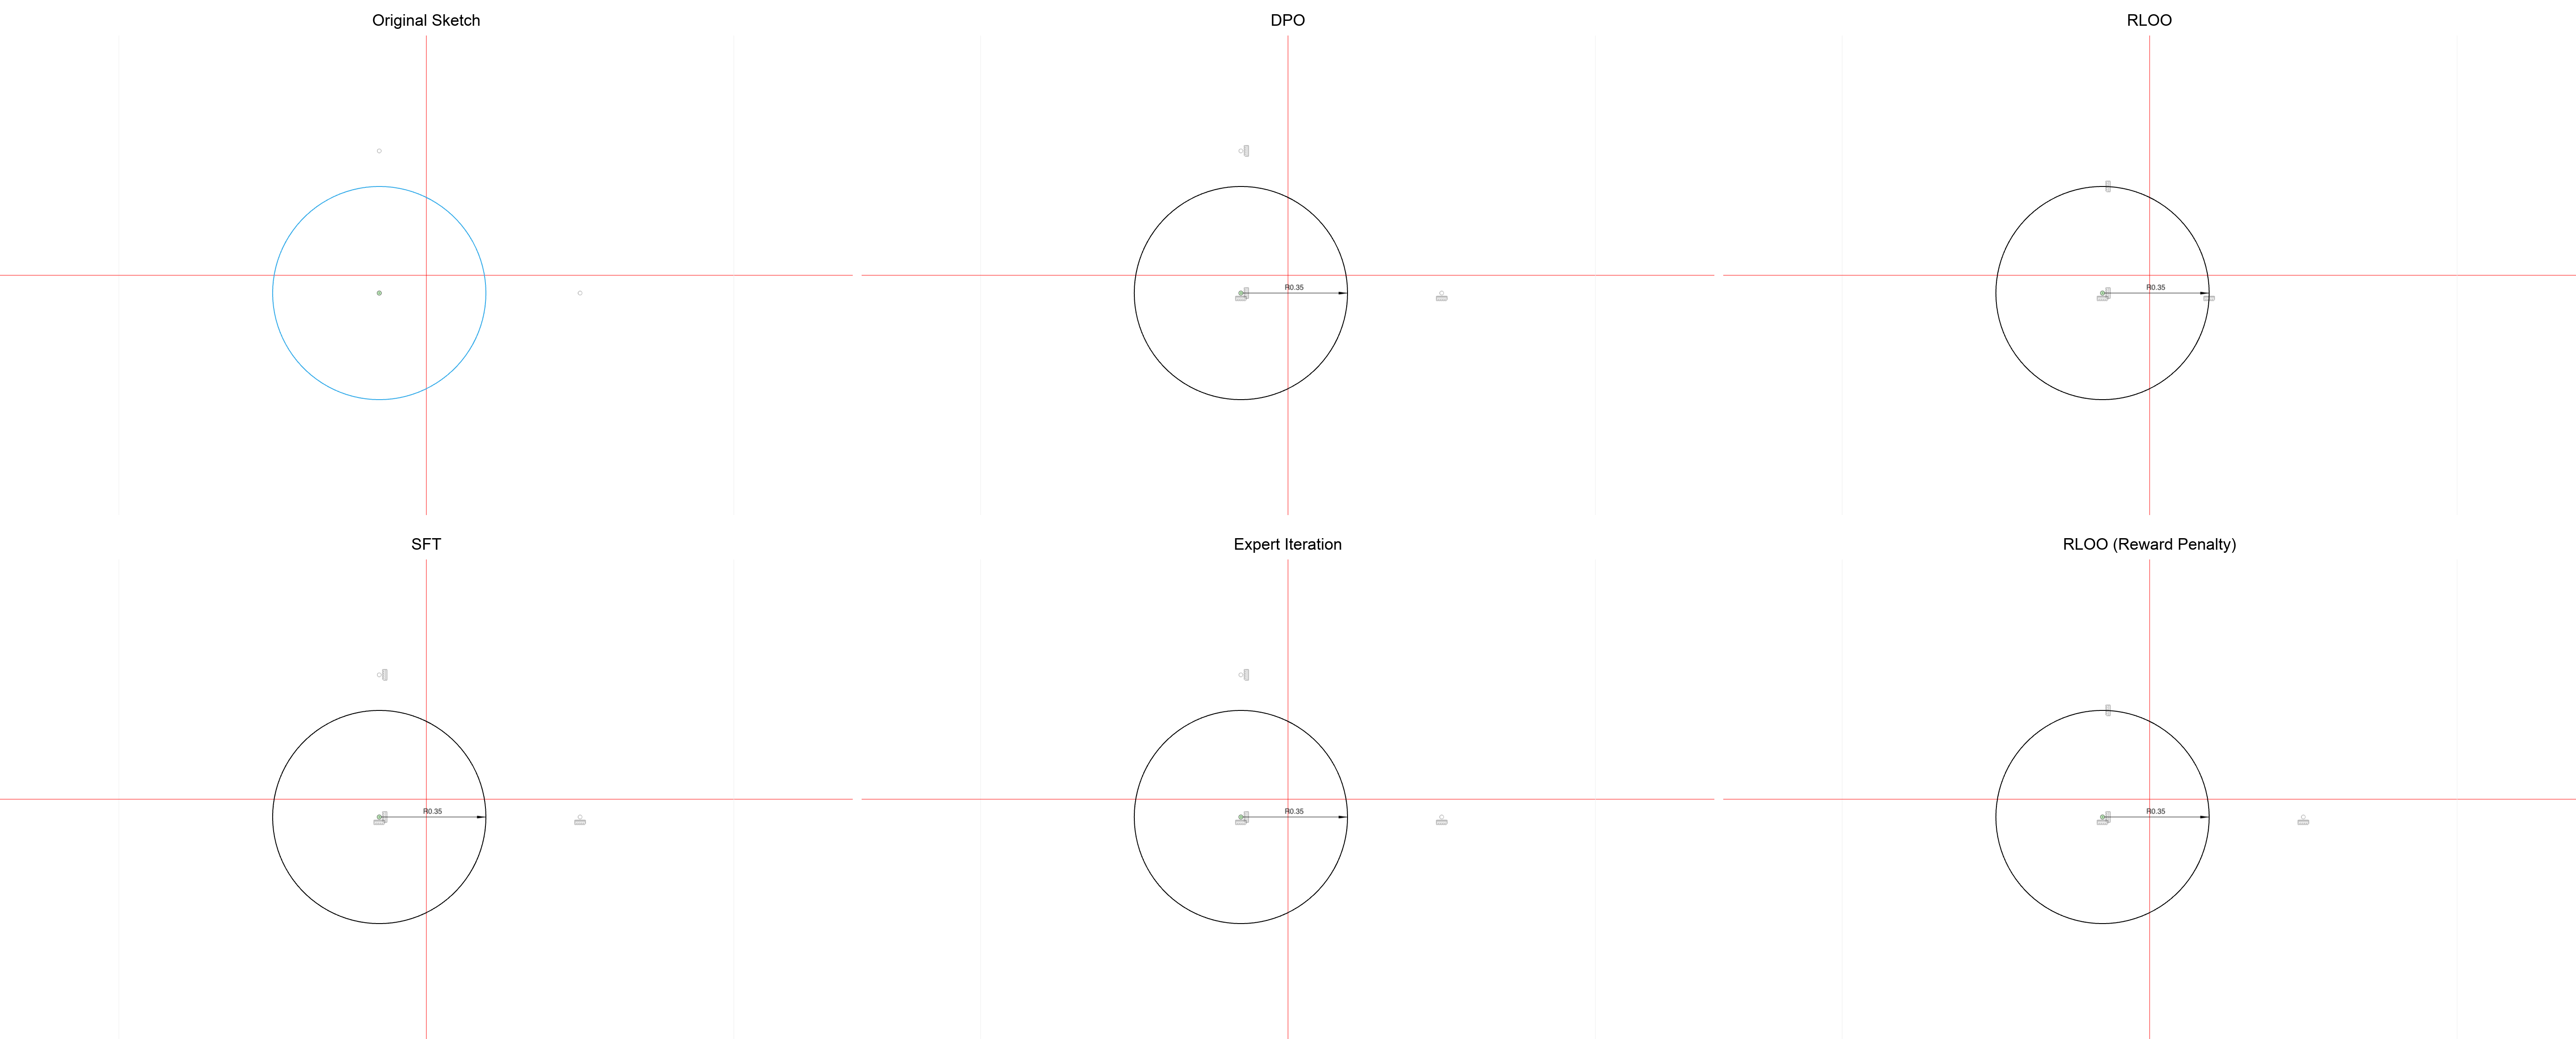 Original Sketch
DPO
RLOO
R0.35
R0.35
SFT
Expert Iteration
RLOO (Reward Penalty)
R0.35
R0.35
R0.35